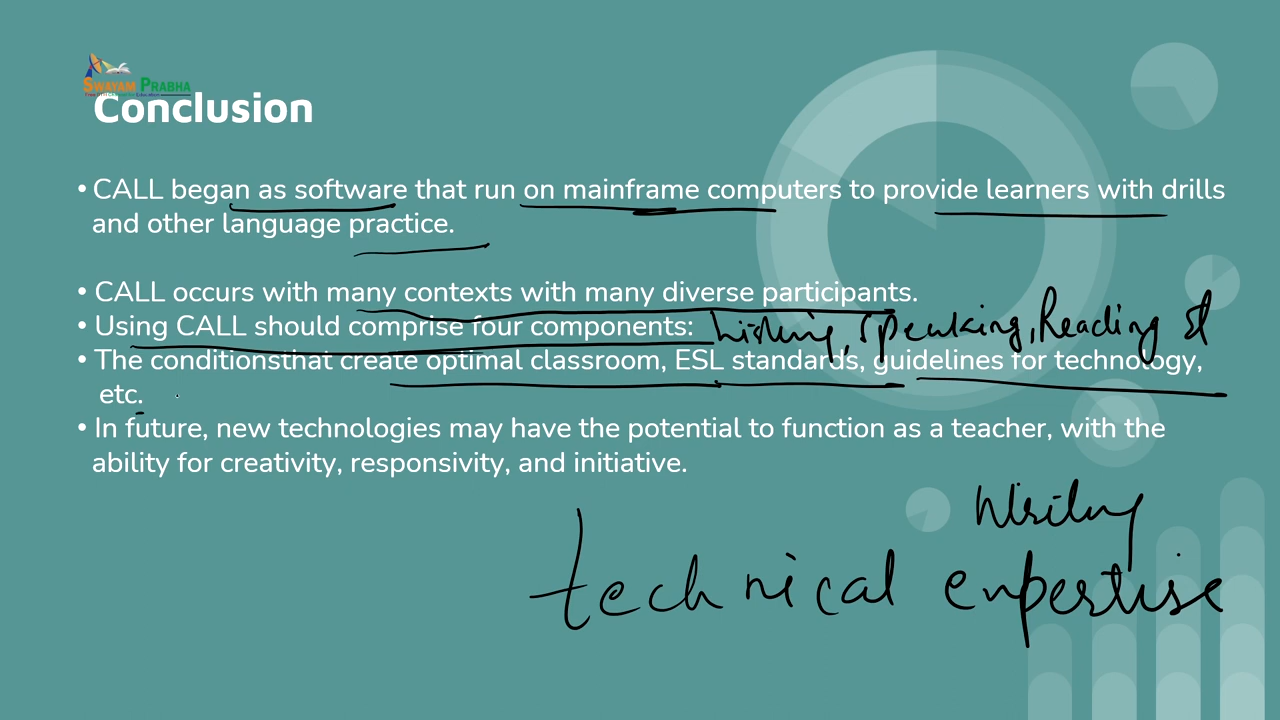 SWAYAM PRABHA
Conclusion
• CALL began as software that run on mainframe computers to provide learners with drills
and other language practice.
• CALL occurs with many contexts with many diverse participants.
• Using CALL should comprise four components: Listening, Speaking, Reading &
• The conditionsthat create optimal classroom, ESL standards, guidelines for technology,
etc.
• In future, new technologies may have the potential to function as a teacher, with the
ability for creativity, responsivity, and initiative.
Writing
technical expertise